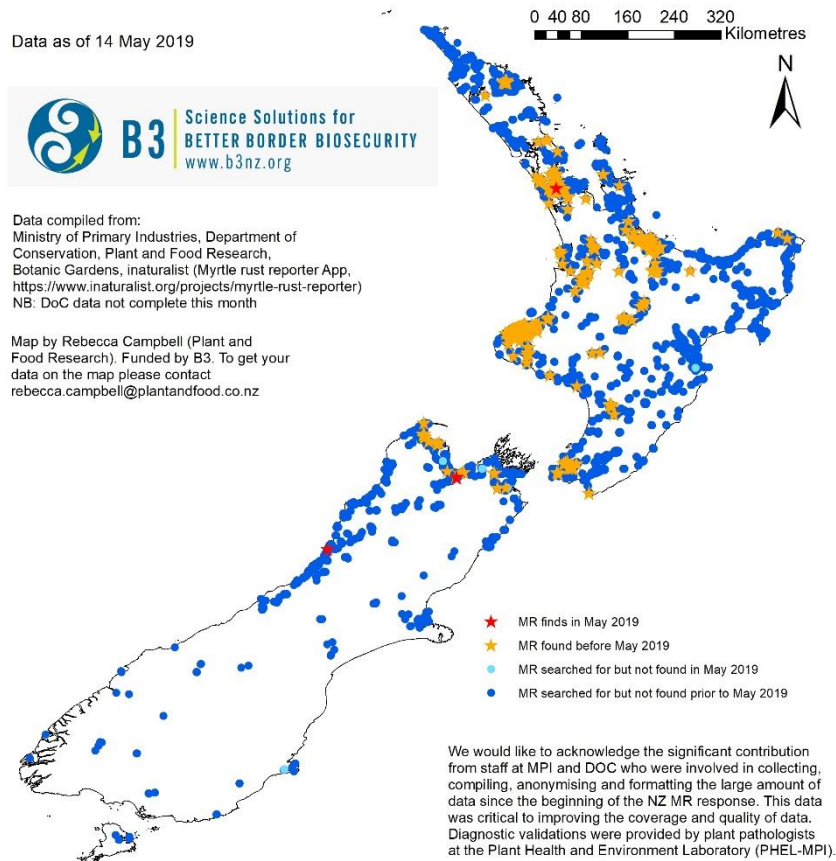 Data as of 14 May 2019
0 40 80 160 240 320
Kilometres
N
B3
Science Solutions for
BETTER BORDER BIOSECURITY
www.b3nz.org
Data compiled from:
Ministry of Primary Industries, Department of
Conservation, Plant and Food Research,
Botanic Gardens, inaturalist (Myrtle rust reporter App,
https://www.inaturalist.org/projects/myrtle-rust-reporter)
NB: DoC data not complete this month
Map by Rebecca Campbell (Plant and
Food Research). Funded by B3. To get your
data on the map please contact
rebecca.campbell@plantandfood.co.nz
MR finds in May 2019
MR found before May 2019
MR searched for but not found in May 2019
MR searched for but not found prior to May 2019
We would like to acknowledge the significant contribution
from staff at MPI and DOC who were involved in collecting,
compiling, anonymising and formatting the large amount of
data since the beginning of the NZ MR response. This data
was critical to improving the coverage and quality of data.
Diagnostic validations were provided by plant pathologists
at the Plant Health and Environment Laboratory (PHEL-MPI).